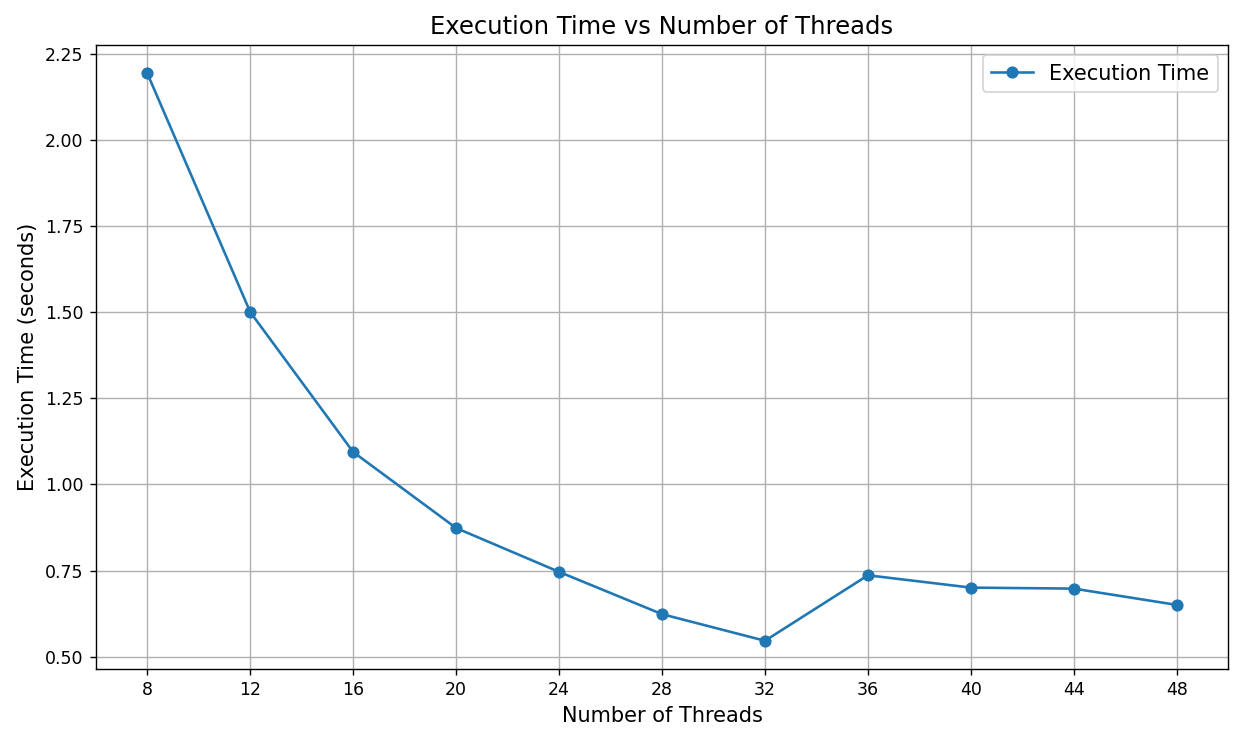 Execution Time vs Number of Threads
Execution Time
Execution Time (seconds)
2.25
2.00
1.75
1.50
1.25
1.00
0.75
0.50
8 12 16 20 24 28 32 36 40 44 48
Number of Threads